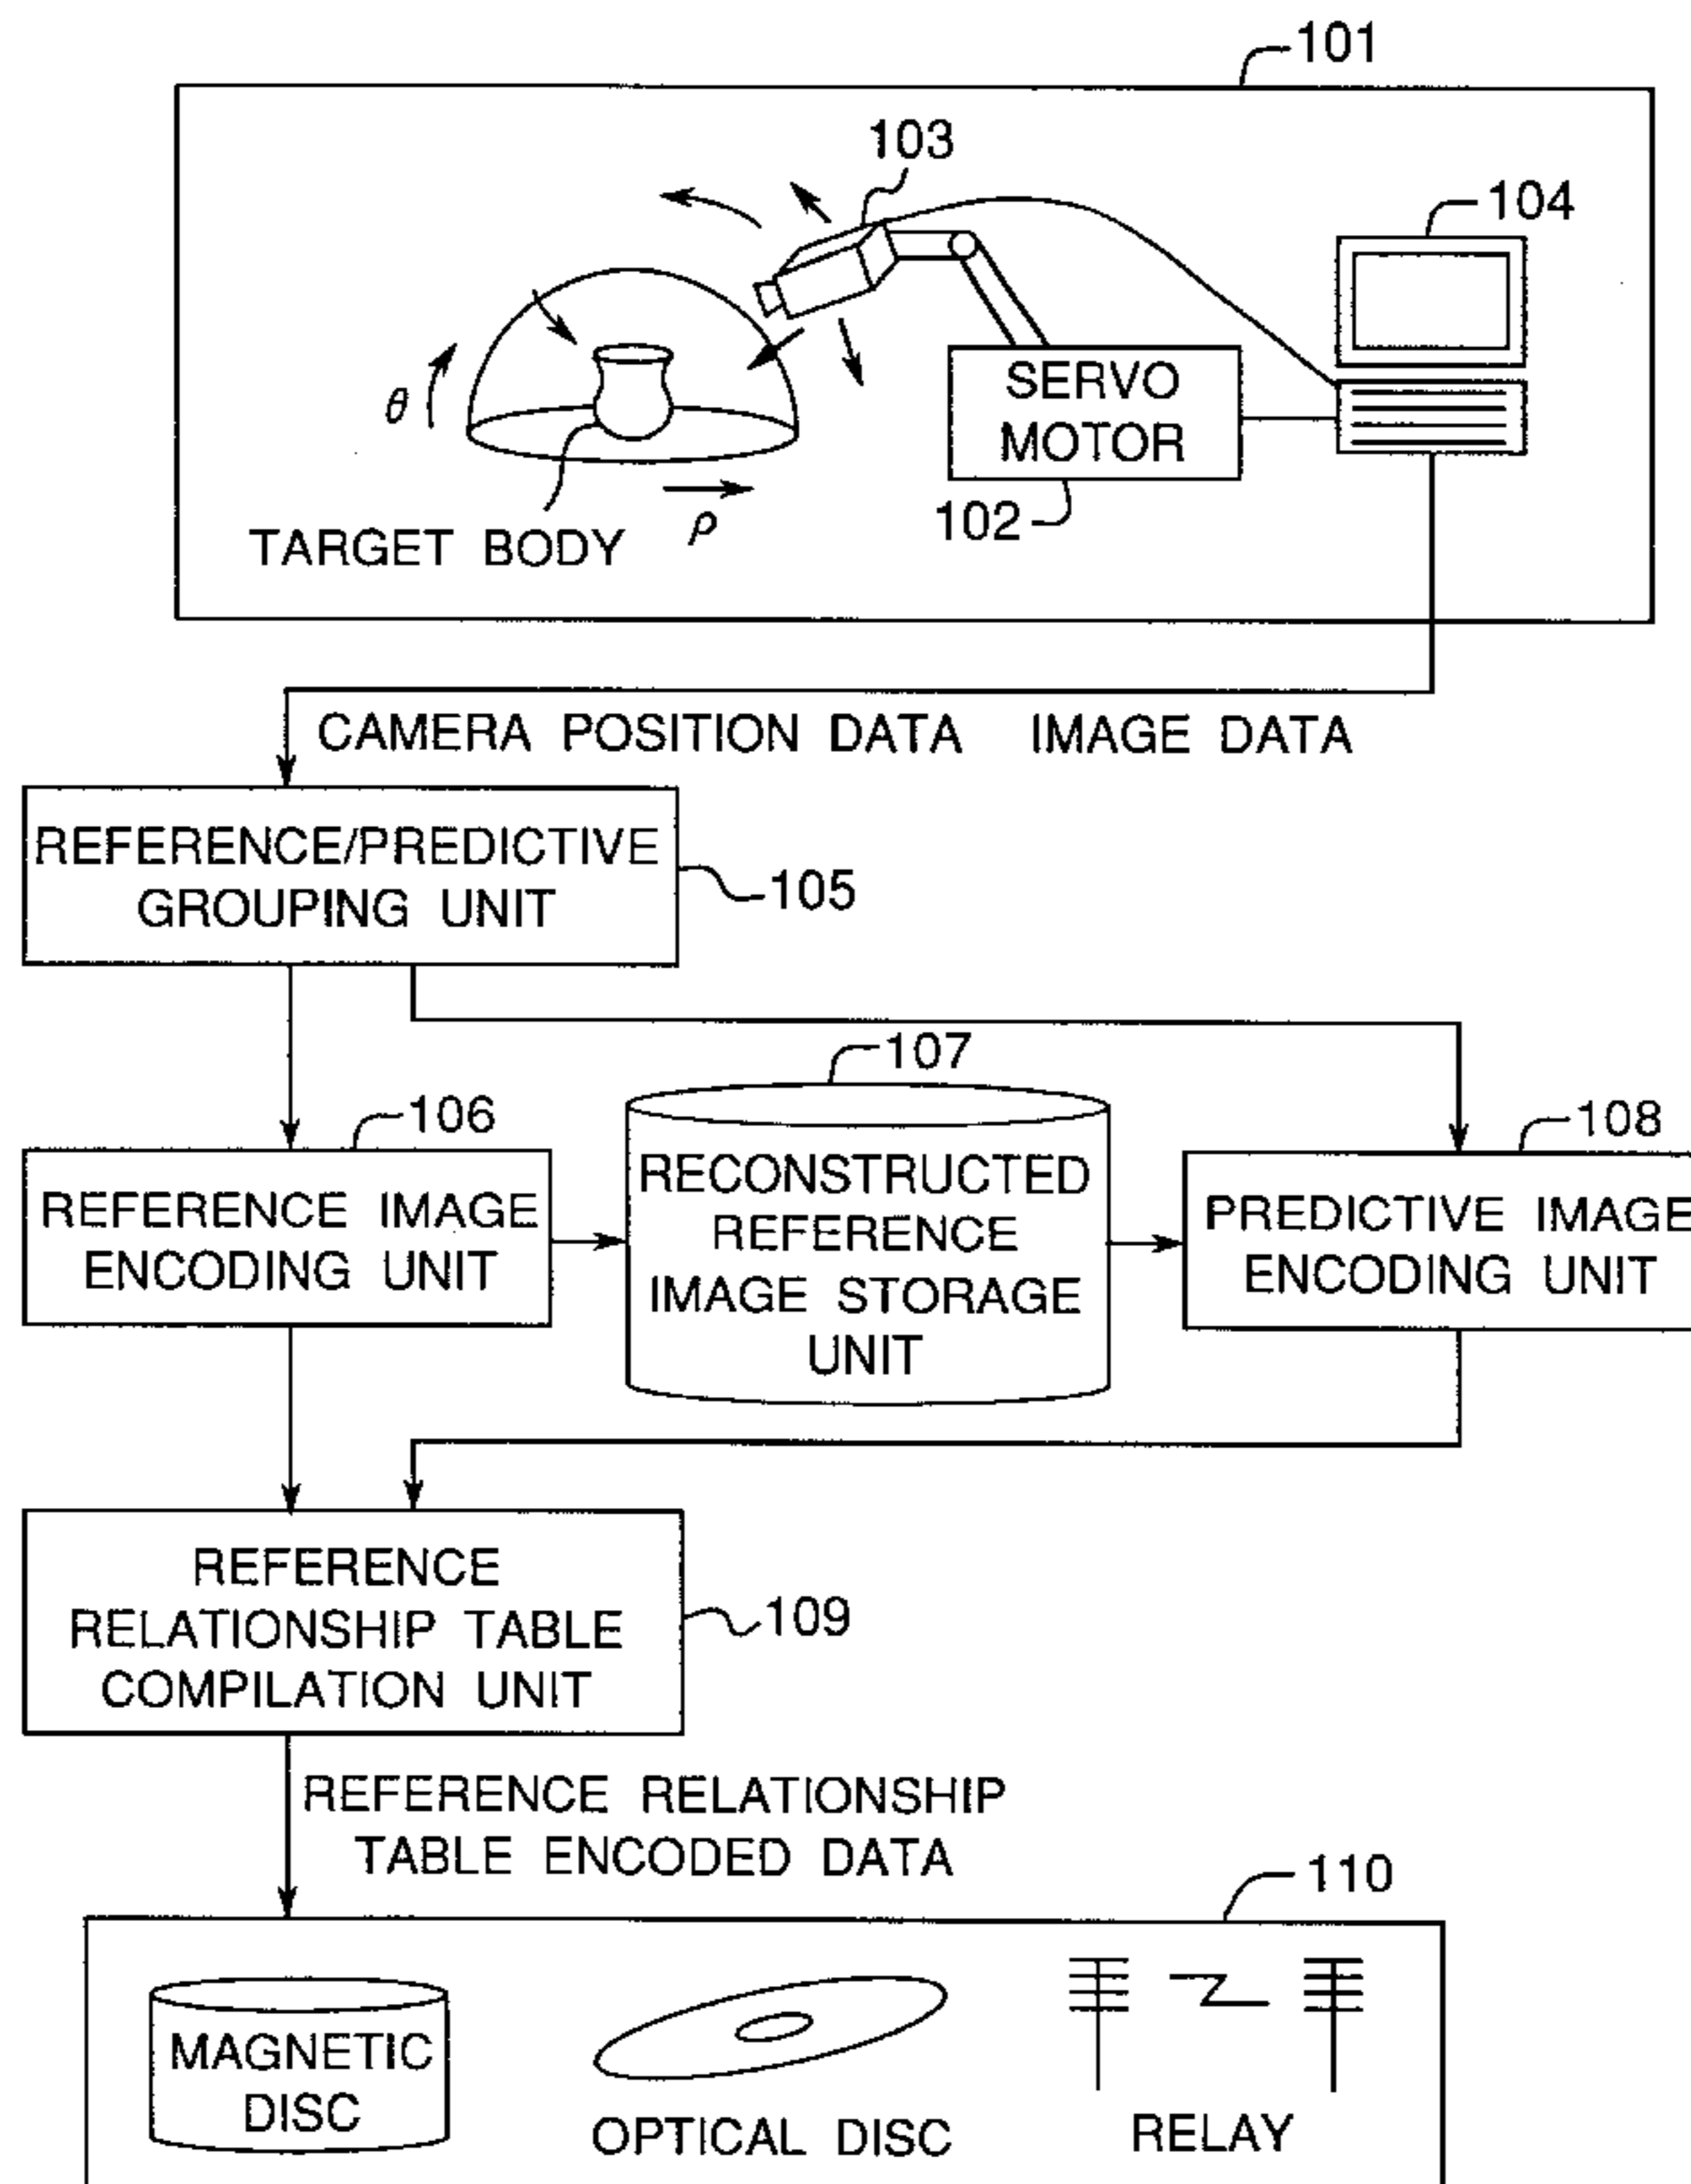 101
103
104
θ
SERVO
MOTOR
102
TARGET BODY
ρ
CAMERA POSITION DATA IMAGE DATA
REFERENCE/PREDICTIVE
GROUPING UNIT
105
107
106
108
REFERENCE IMAGE
ENCODING UNIT
RECONSTRUCTED
REFERENCE
IMAGE STORAGE
UNIT
PREDICTIVE IMAGE
ENCODING UNIT
REFERENCE
RELATIONSHIP TABLE
COMPILATION UNIT
109
REFERENCE RELATIONSHIP
TABLE ENCODED DATA
110
MAGNETIC
DISC
OPTICAL DISC
RELAY